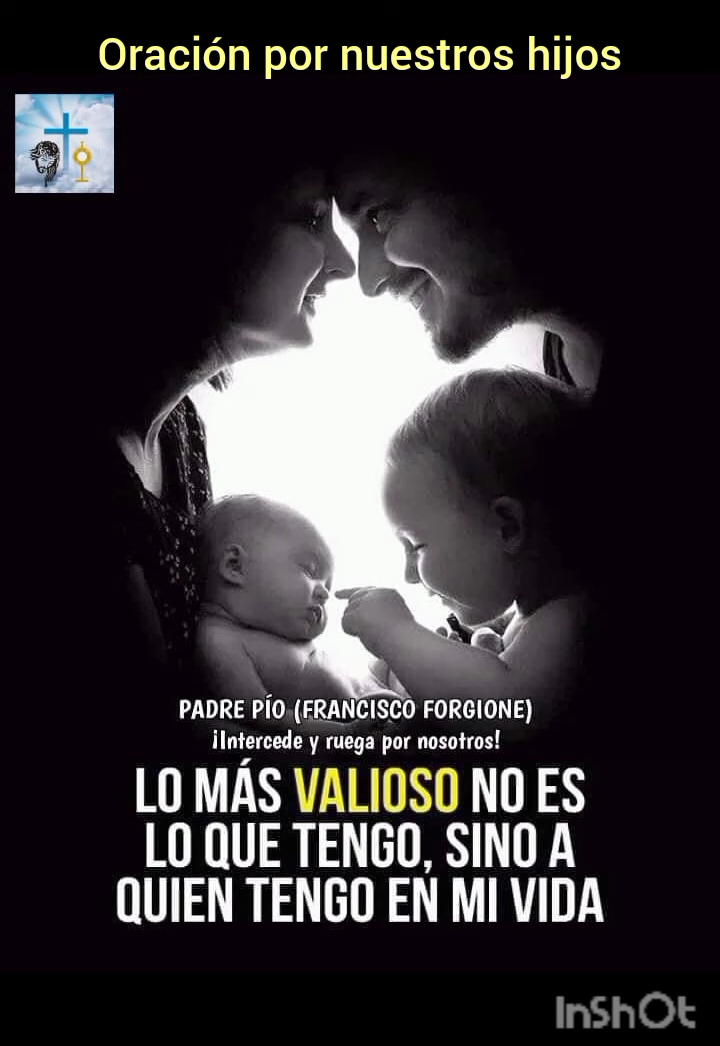 Oración por nuestros hijos
PADRE PÍO (FRANCISCO FORGIONE)
¡Intercede y ruega por nosotros!
LO MÁS VALIOSO NO ES
LO QUE TENGO, SINO A
QUIEN TENGO EN MI VIDA
InShOt